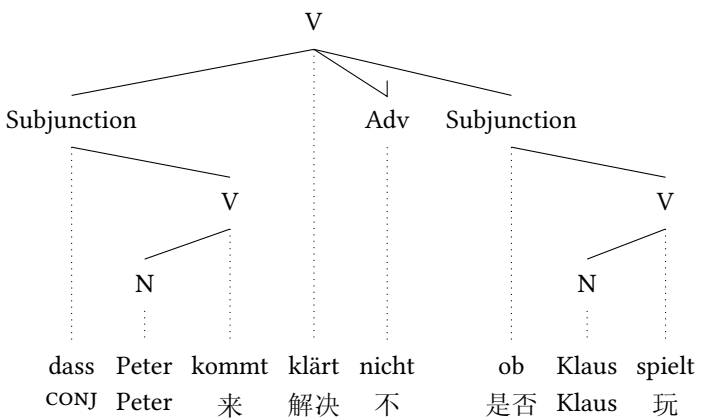 V
Subjunction Adv Subjunction
V V
N N
dass Peter kommt klärt nicht ob Klaus spielt
CONJ Peter 来 解决 不 是否 Klaus 玩